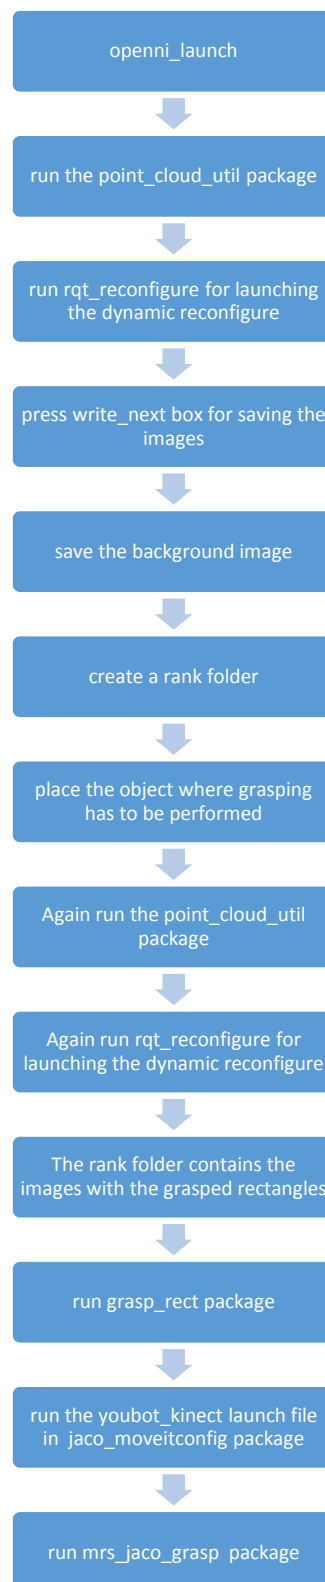 openni_launch
run the point_cloud_util package
run rqt_reconfigure for launching
the dynamic reconfigure
press write_next box for saving the
images
save the background image
create a rank folder
place the object where grasping
has to be performed
Again run the point_cloud_util
package
Again run rqt_reconfigure for
launching the dynamic reconfigure
The rank folder contains the
images with the grasped rectangles
run grasp_rect package
run the youbot_kinect launch file
in jaco_moveitconfig package
run mrs_jaco_grasp package